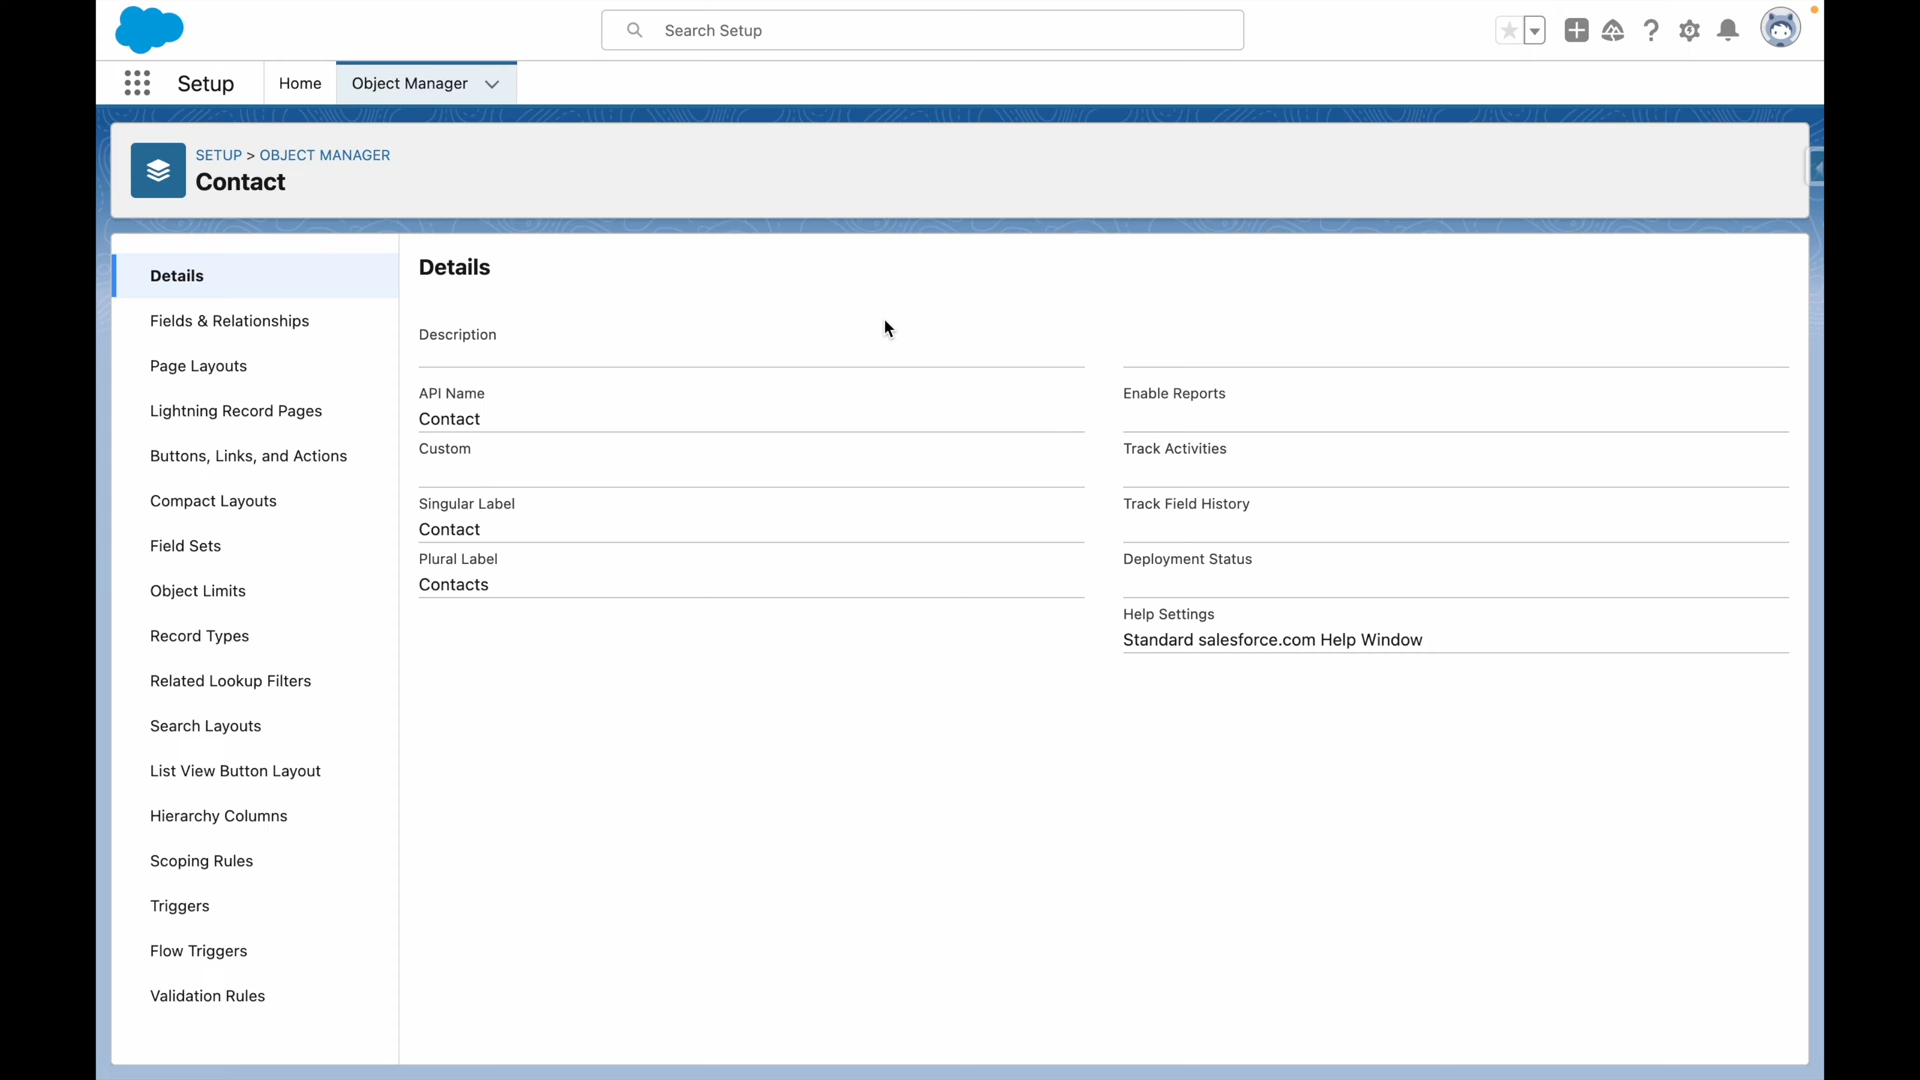 Search Setup
Setup
Home
Object Manager
SETUP > OBJECT MANAGER
Contact
Details
Fields & Relationships
Page Layouts
Lightning Record Pages
Buttons, Links, and Actions
Compact Layouts
Field Sets
Object Limits
Record Types
Related Lookup Filters
Search Layouts
List View Button Layout
Hierarchy Columns
Scoping Rules
Triggers
Flow Triggers
Validation Rules
Details
Description
API Name
Contact
Custom
Singular Label
Contact
Plural Label
Contacts
Enable Reports
Track Activities
Track Field History
Deployment Status
Help Settings
Standard salesforce.com Help Window